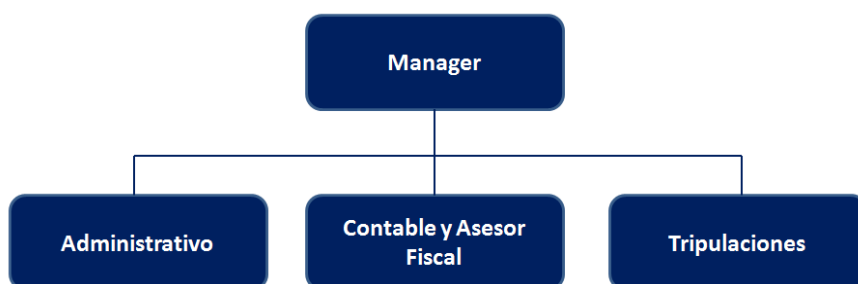 Manager
Administrativo
Contable y Asesor
Fiscal
Tripulaciones